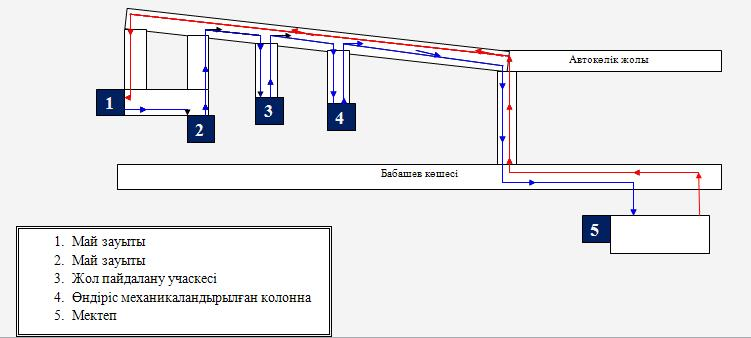 Автокөлік жолы
1
2
3
4
Бабашев көшесі
5
1. Май зауыты
2. Май зауыты
3. Жол пайдалану учаскесі
4. Өндіріс механикаландырылған колонна
5. Мектеп